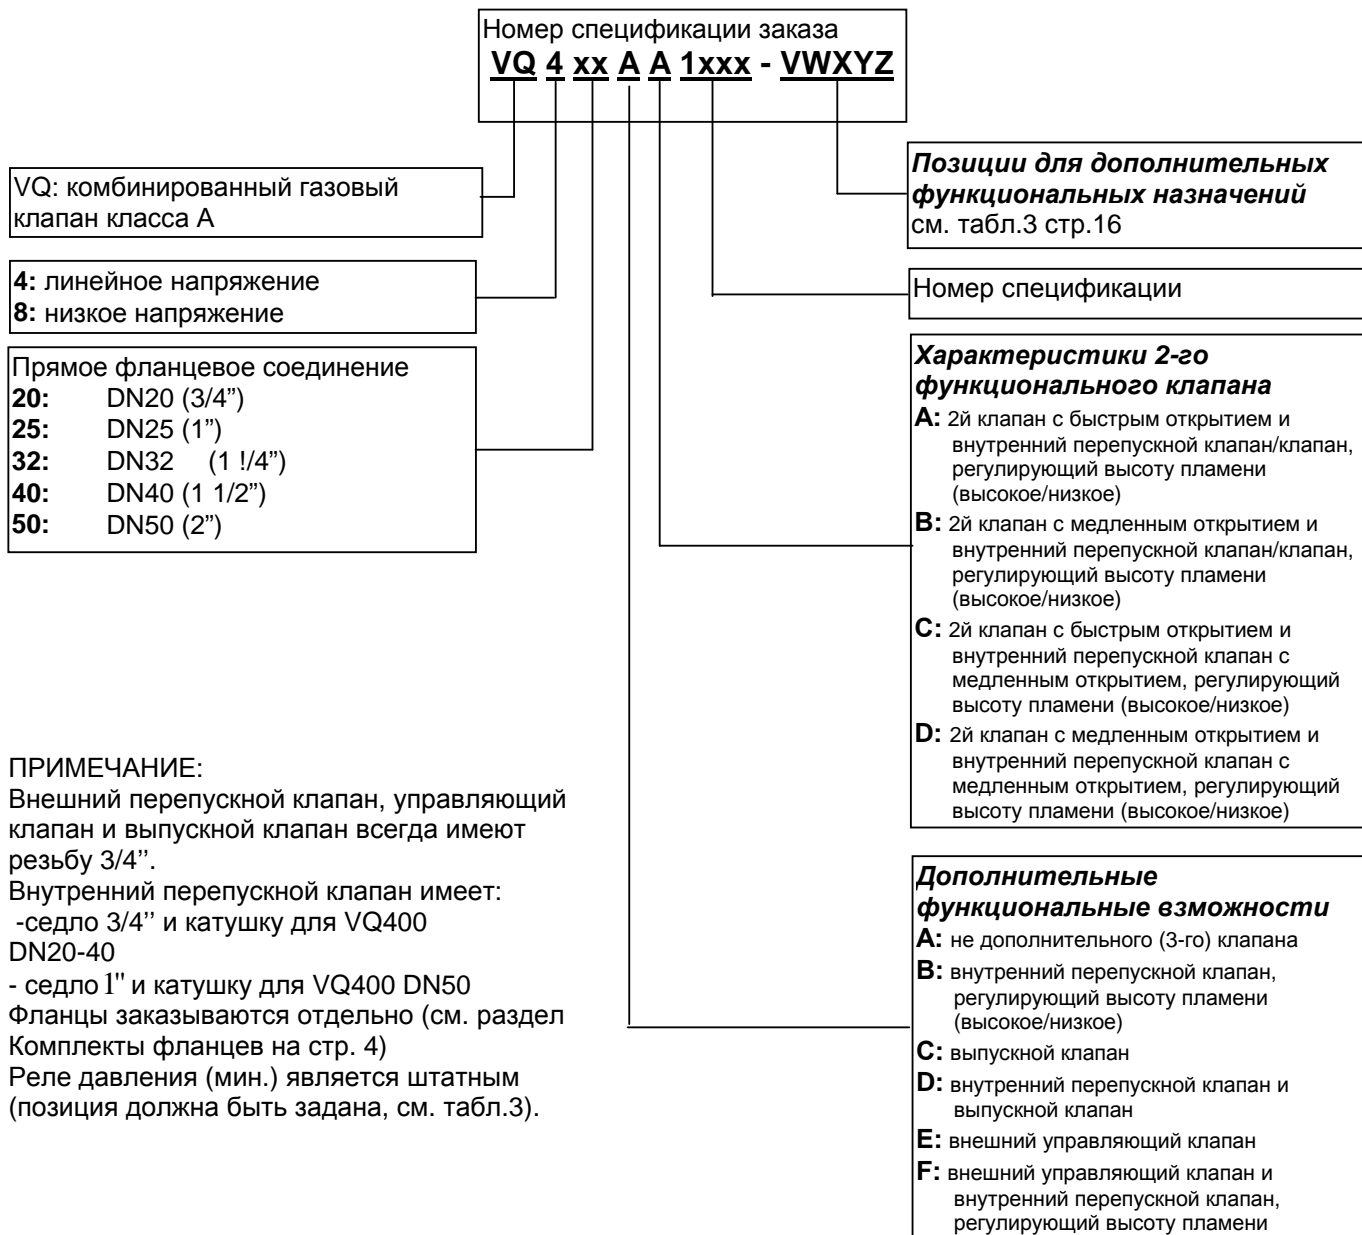 Номер спецификации заказа
VQ 4 xx A A 1xxx - VWXYZ
VQ: комбинированный газовый
клапан класса А
4: линейное напряжение
8: низкое напряжение
Прямое фланцевое соединение
20: DN20 (3/4”)
25: DN25 (1”)
32: DN32 (1 !/4”)
40: DN40 (1 1/2”)
50: DN50 (2”)
ПРИМЕЧАНИЕ:
Внешний перепускной клапан, управляющий
клапан и выпускной клапан всегда имеют
резьбу 3/4’’.
Внутренний перепускной клапан имеет:
-седло 3/4’’ и катушку для VQ400
DN20-40
- седло 1" и катушку для VQ400 DN50
Фланцы заказываются отдельно (см. раздел
Комплекты фланцев на стр. 4)
Реле давления (мин.) является штатным
(позиция должна быть задана, см. табл.3).
Позиции для дополнительных
функциональных назначений
см. табл.3 стр.16
Номер спецификации
Характеристики 2-го
функционального клапана
A: 2й клапан с быстрым открытием и
внутренний перепускной клапан/клапан,
регулирующий высоту пламени
(высокое/низкое)
B: 2й клапан с медленным открытием и
внутренний перепускной клапан/клапан,
регулирующий высоту пламени
(высокое/низкое)
C: 2й клапан с быстрым открытием и
внутренний перепускной клапан с
медленным открытием, регулирующий
высоту пламени (высокое/низкое)
D: 2й клапан с медленным открытием и
внутренний перепускной клапан с
медленным открытием, регулирующий
высоту пламени (высокое/низкое)
Дополнительные
функциональные взможности
A: не дополнительного (3-го) клапана
B: внутренний перепускной клапан,
регулирующий высоту пламени
(высокое/низкое)
C: выпускной клапан
D: внутренний перепускной клапан и
выпускной клапан
E: внешний управляющий клапан
F: внешний управляющий клапан и
внутренний перепускной клапан,
регулирующий высоту пламени